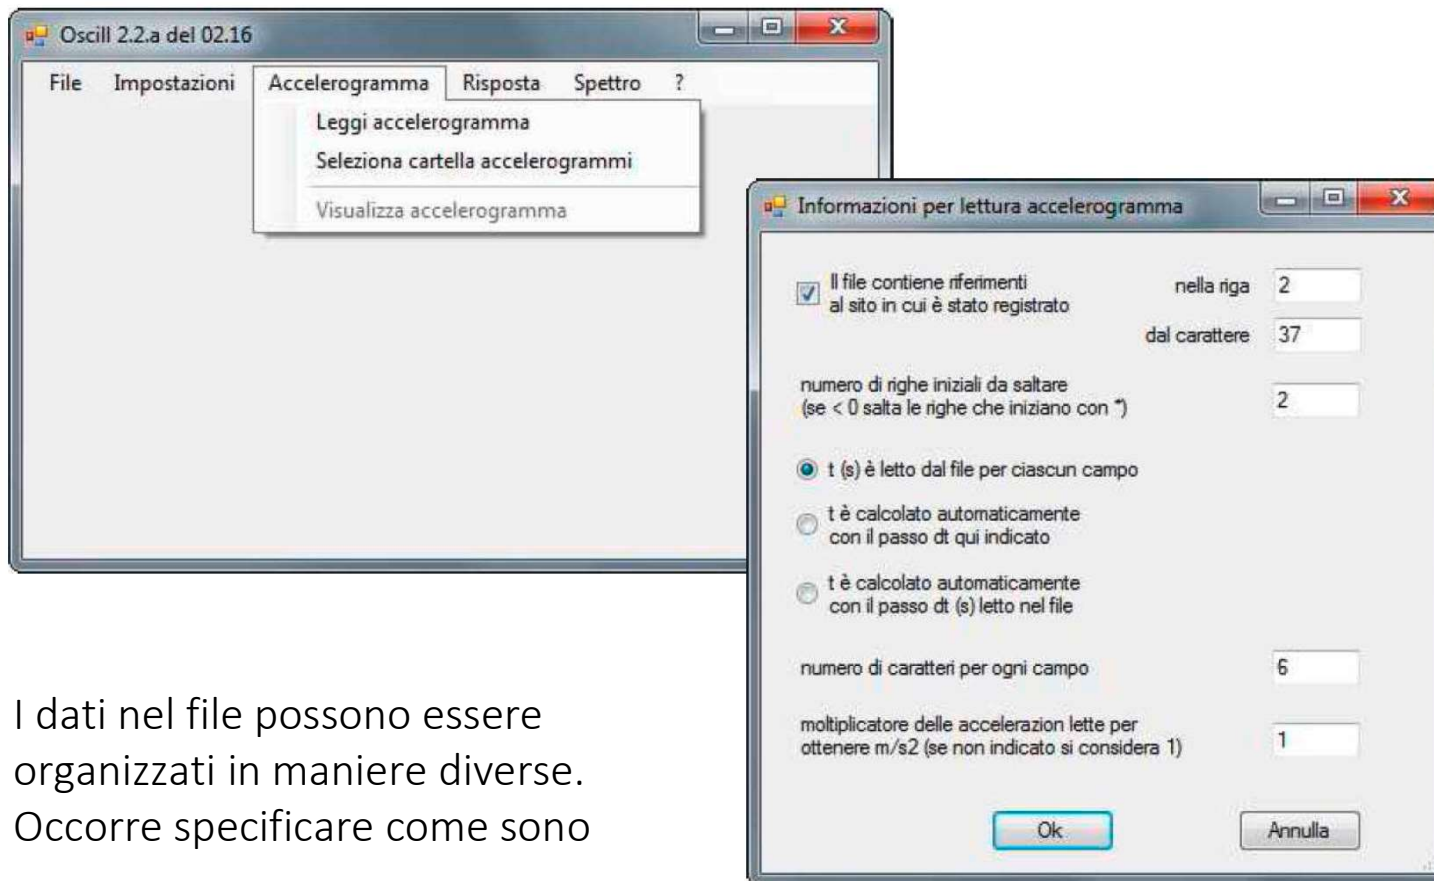 Oscill 2.2.a del 02.16
File Impostazioni Accelerogramma Risposta Spettro ?
Leggi accelerogramma
Seleziona cartella accelerogrammi
Visualizza accelerogramma
Informazioni per lettura accelerogramma
Il file contiene riferimenti
al sito in cui è stato registrato
nella riga 2
dal carattere 37
numero di righe iniziali da saltare
(se < 0 salta le righe che iniziano con *)
2
t (s) è letto dal file per ciascun campo
t è calcolato automaticamente
con il passo dt qui indicato
t è calcolato automaticamente
con il passo dt (s) letto nel file
numero di caratteri per ogni campo 6
moltiplicatore delle accelerazion lette per
ottenere m/s2 (se non indicato si considera 1)
1
Ok Annulla
I dati nel file possono essere
organizzati in maniere diverse.
Occorre specificare come sono